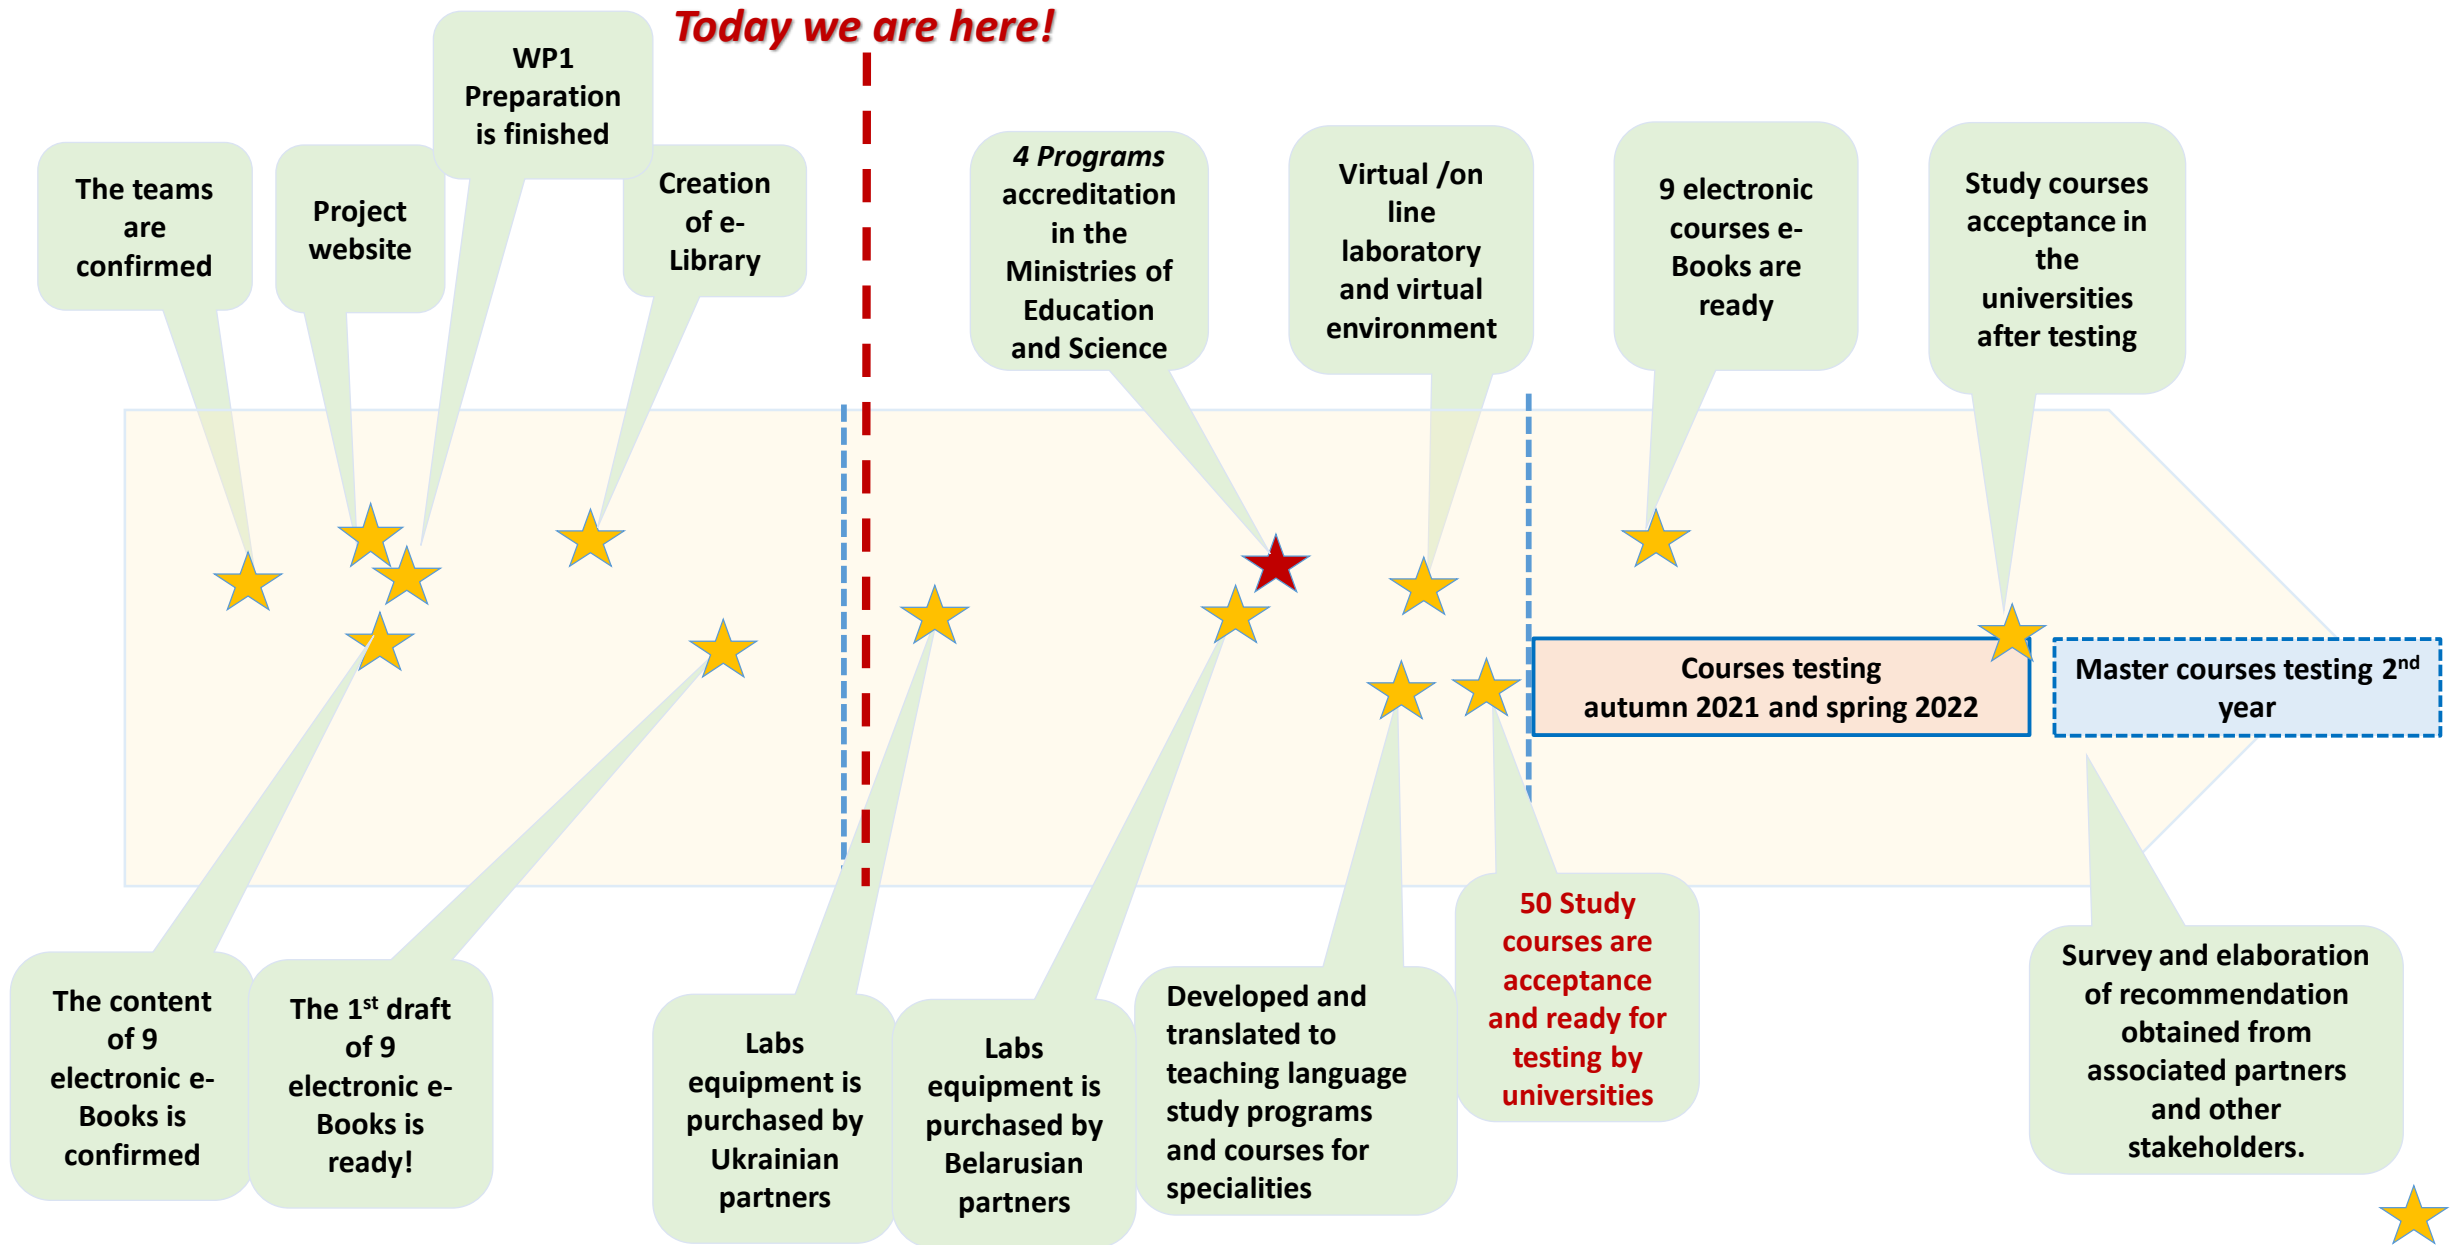 Today we are here!
WP1
Preparation
is finished
The teams
are
confirmed
Project
website
Creation
of e-
Library
4 Programs
accreditation
in the
Ministries of
Education
and Science
Virtual /on
line
laboratory
and virtual
environment
9 electronic
courses e-
Books are
ready
Study courses
acceptance in
the
universities
after testing
Courses testing
autumn 2021 and spring 2022
Master courses testing 2nd
year
The content
of 9
electronic e-
Books is
confirmed
The 1st draft
of 9
electronic e-
Books is
ready!
Labs
equipment is
purchased by
Ukrainian
partners
Labs
equipment is
purchased by
Belarusian
partners
Developed and
translated to
teaching language
study programs
and courses for
specialities
50 Study
courses are
acceptance
and ready for
testing by
universities
Survey and elaboration
of recommendation
obtained from
associated partners
and other
stakeholders.